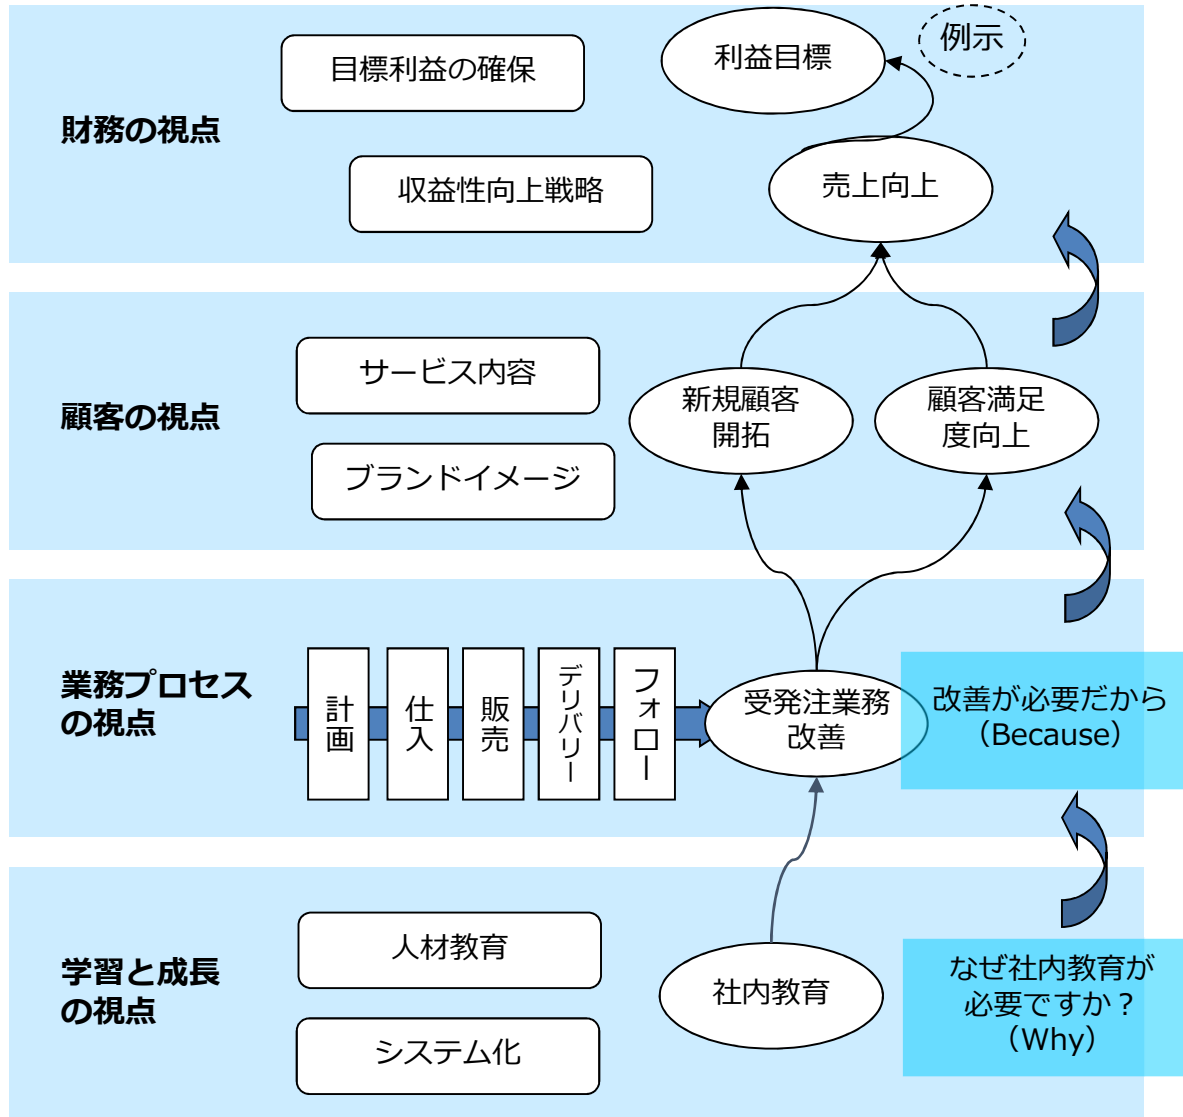 例示
目標利益の確保
利益目標
財務の視点
収益性向上戦略
売上向上
サービス内容
新規顧客
開拓
顧客満足
度向上
顧客の視点
ブランドイメージ
業務プロセス
の視点
計画
仕入
販売
デリバリー
フォロー
受発注業務
改善
改善が必要だから
（Because）
人材教育
学習と成長
の視点
社内教育
なぜ社内教育が
必要ですか？
（Why）
システム化